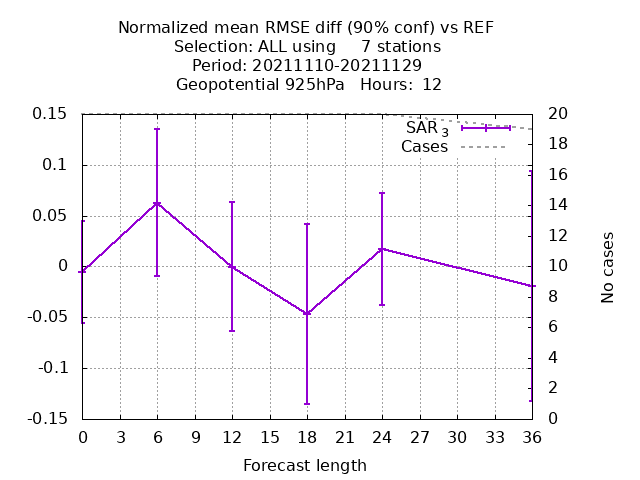 Normalized mean RMSE diff (90% conf) vs REF
Selection: ALL using     7 stations
Period: 20211110-20211129
Geopotential 925hPa   Hours:  12
0.15
0.1
0.05
0
-0.05
-0.1
-0.15
20
18
16
14
12
10
8
6
4
2
0
SAR 3
Cases
No cases
0 3 6 9 12 15 18 21 24 27 30 33 36
Forecast length